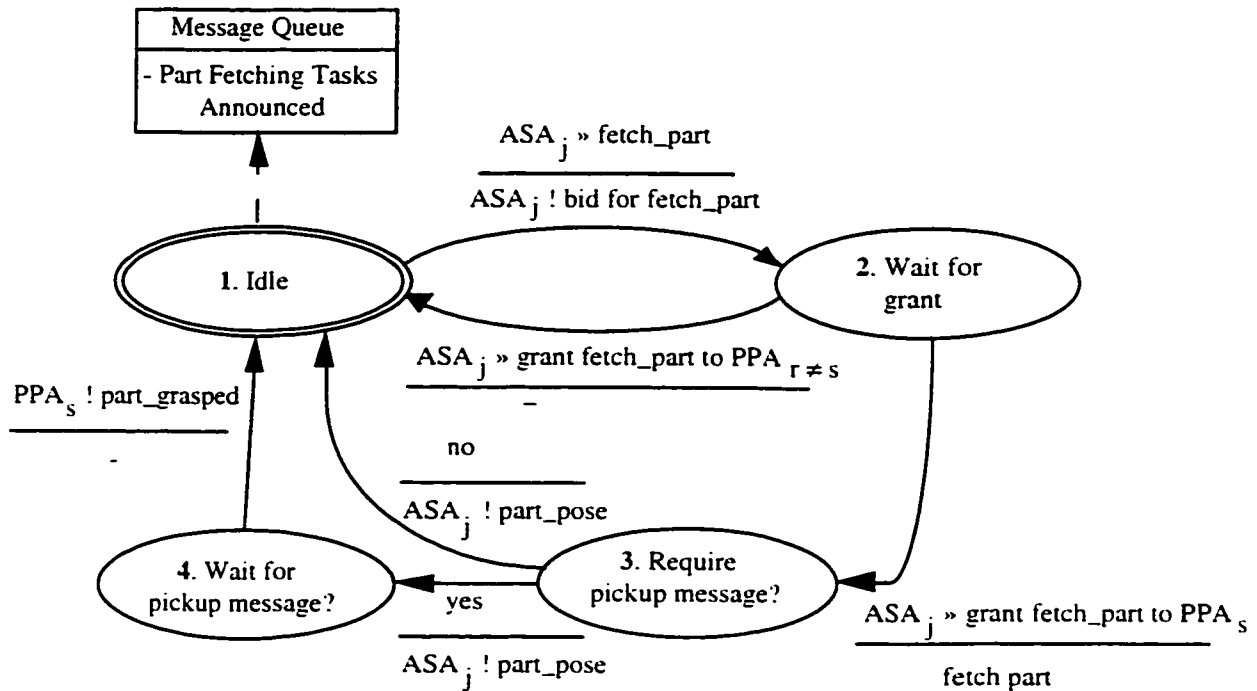 Message Queue
- Part Fetching Tasks
Announced
ASA j » fetch_part
ASA j ! bid for fetch_part
1. Idle
2. Wait for
grant
ASA j » grant fetch_part to PPA r ≠ s
-
PPA s ! part_grasped
-
no
ASA j ! part_pose
4. Wait for
pickup message?
yes
ASA j ! part_pose
3. Require
pickup message?
ASA j » grant fetch_part to PPA s
fetch part